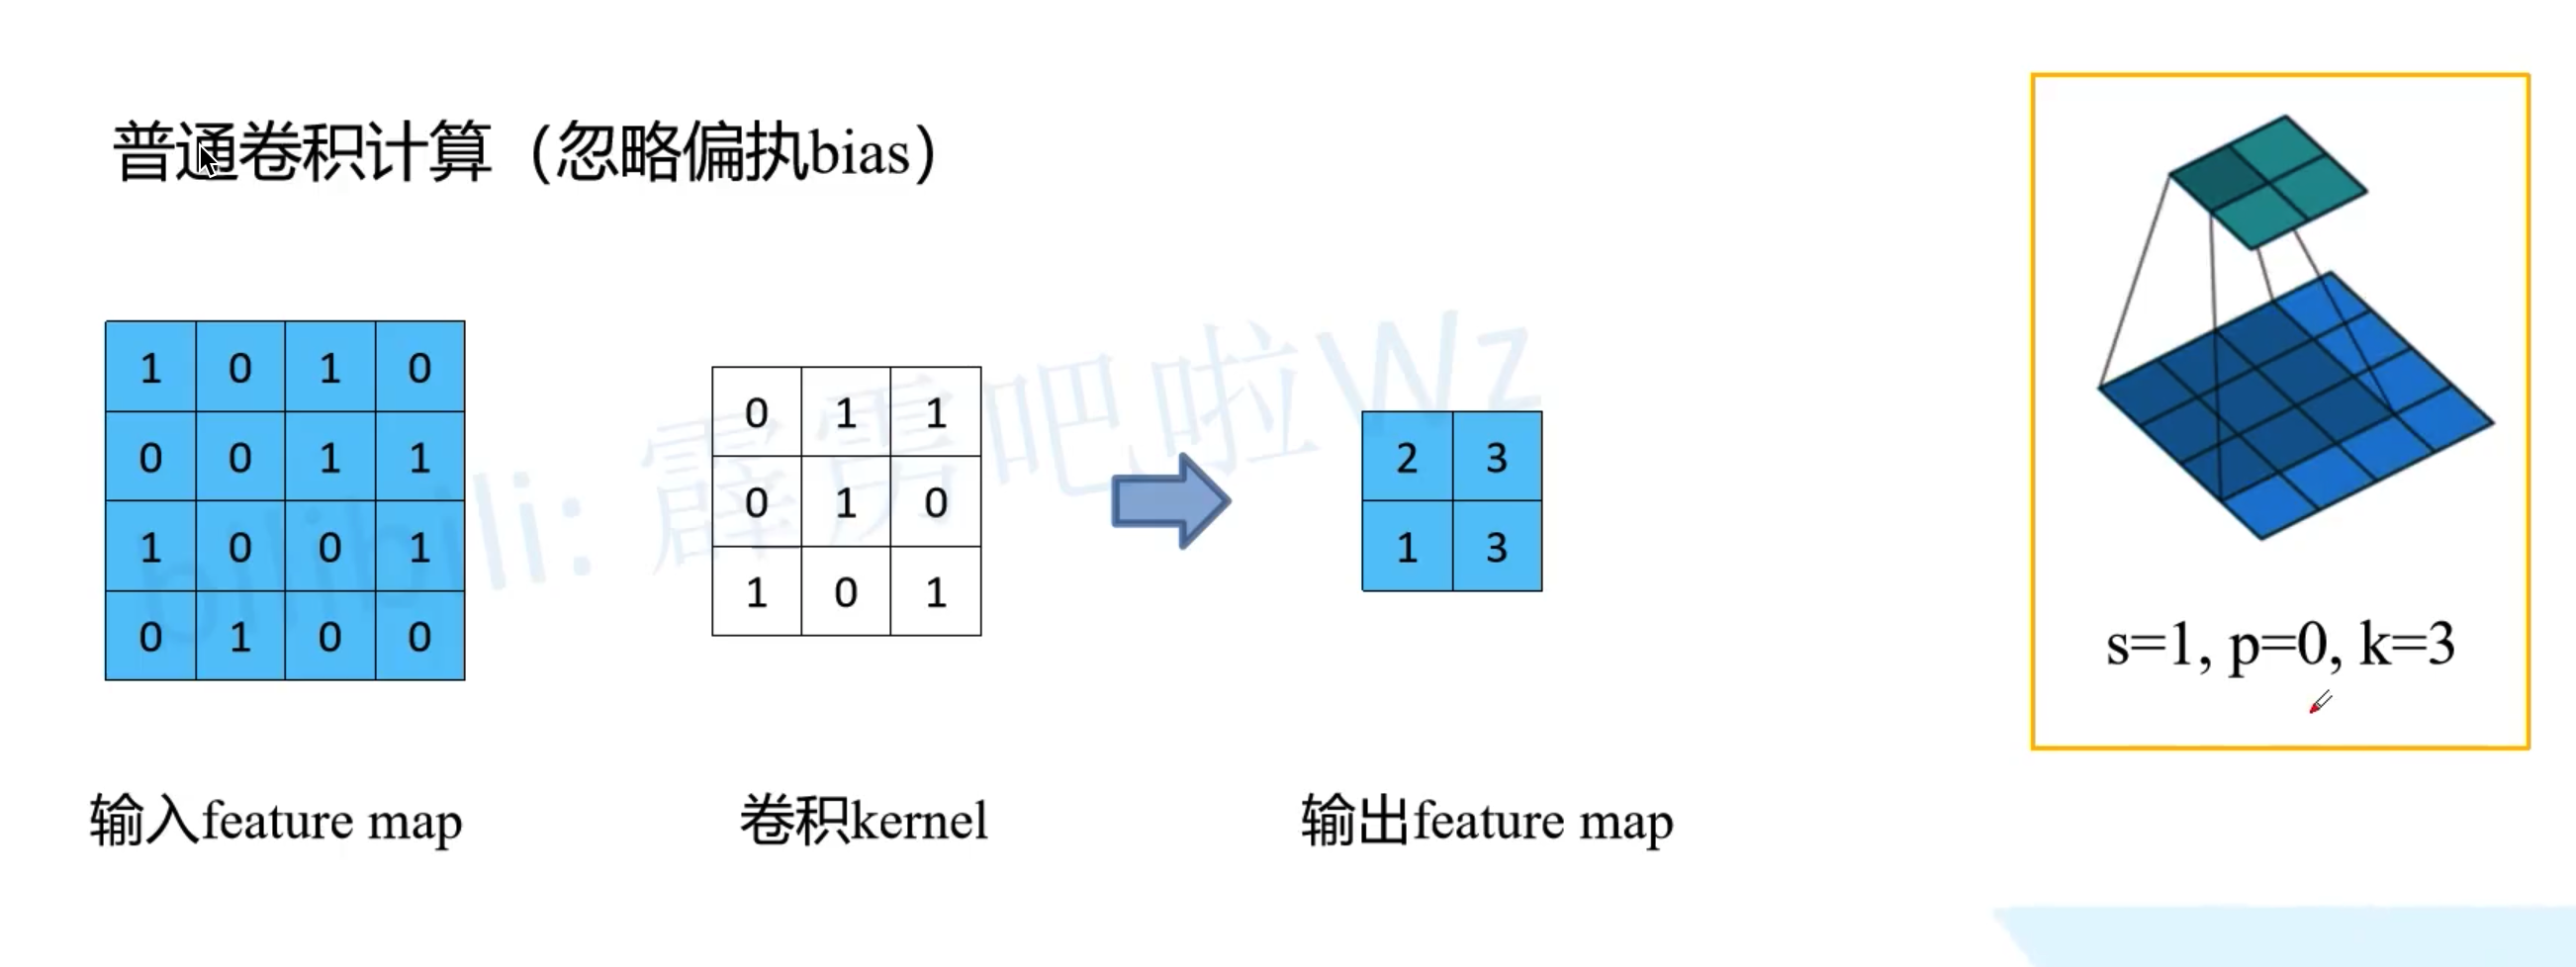 普通卷积计算（忽略偏执bias）
1 0 1 0
0 0 1 1
1 0 0 1
0 1 0 0
0 1 1
0 1 0
1 0 1
2 3
1 3
s=1, p=0, k=3
输入feature map
卷积kernel
输出feature map
bilibili: 霹雳吧啦Wz